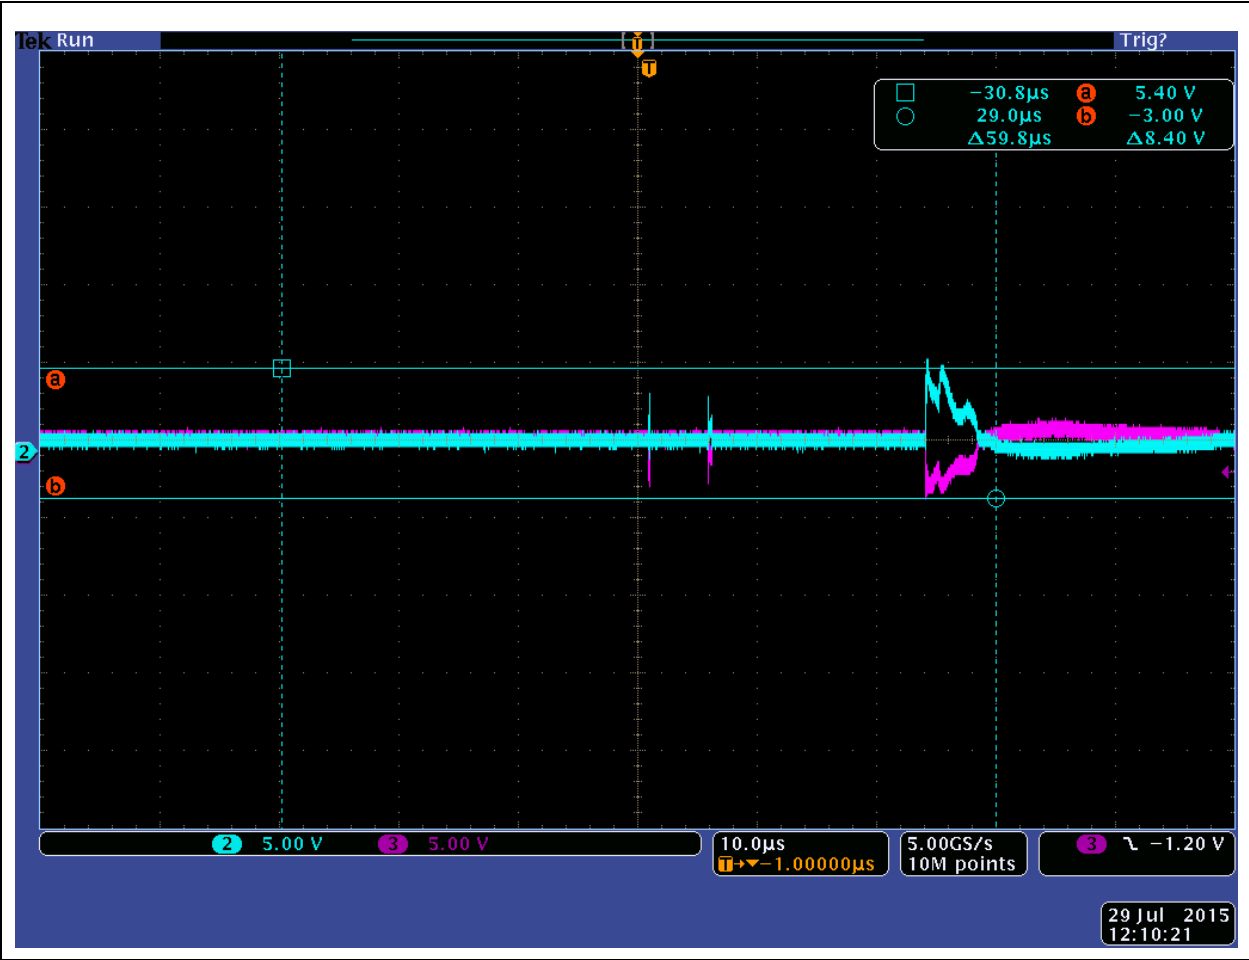 Tek Run [ T ] Trig?
T
□ −30.8μs a 5.40 V
○ 29.0μs b −3.00 V
Δ59.8μs Δ8.40 V
a
2
b
2 5.00 V 3 5.00 V
10.0μs
T→▼−1.00000μs
5.00GS/s
10M points
3 ↘ −1.20 V
29 Jul 2015
12:10:21